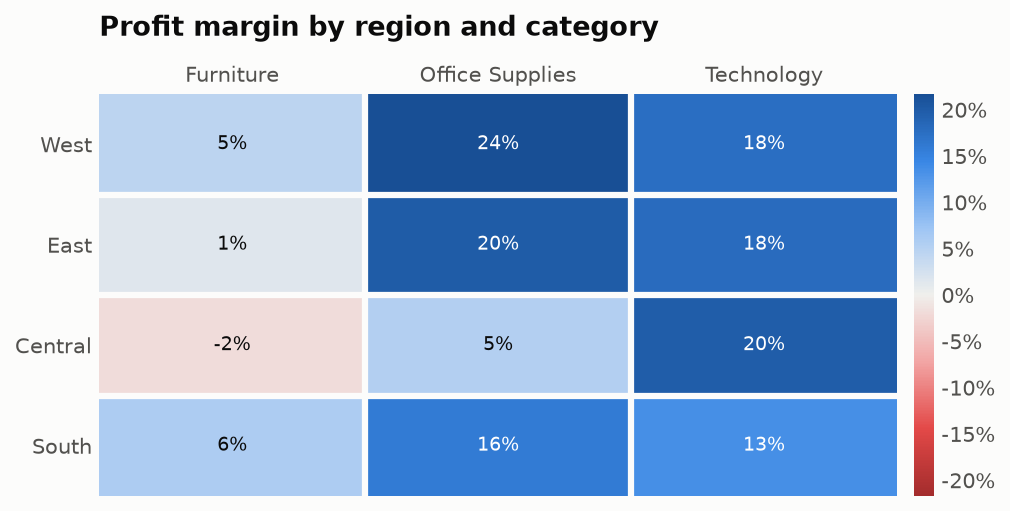 Profit margin by region and category
Furniture Office Supplies Technology
West 5% 24% 18%
East 1% 20% 18%
Central -2% 5% 20%
South 6% 16% 13%
20%
15%
10%
5%
0%
-5%
-10%
-15%
-20%